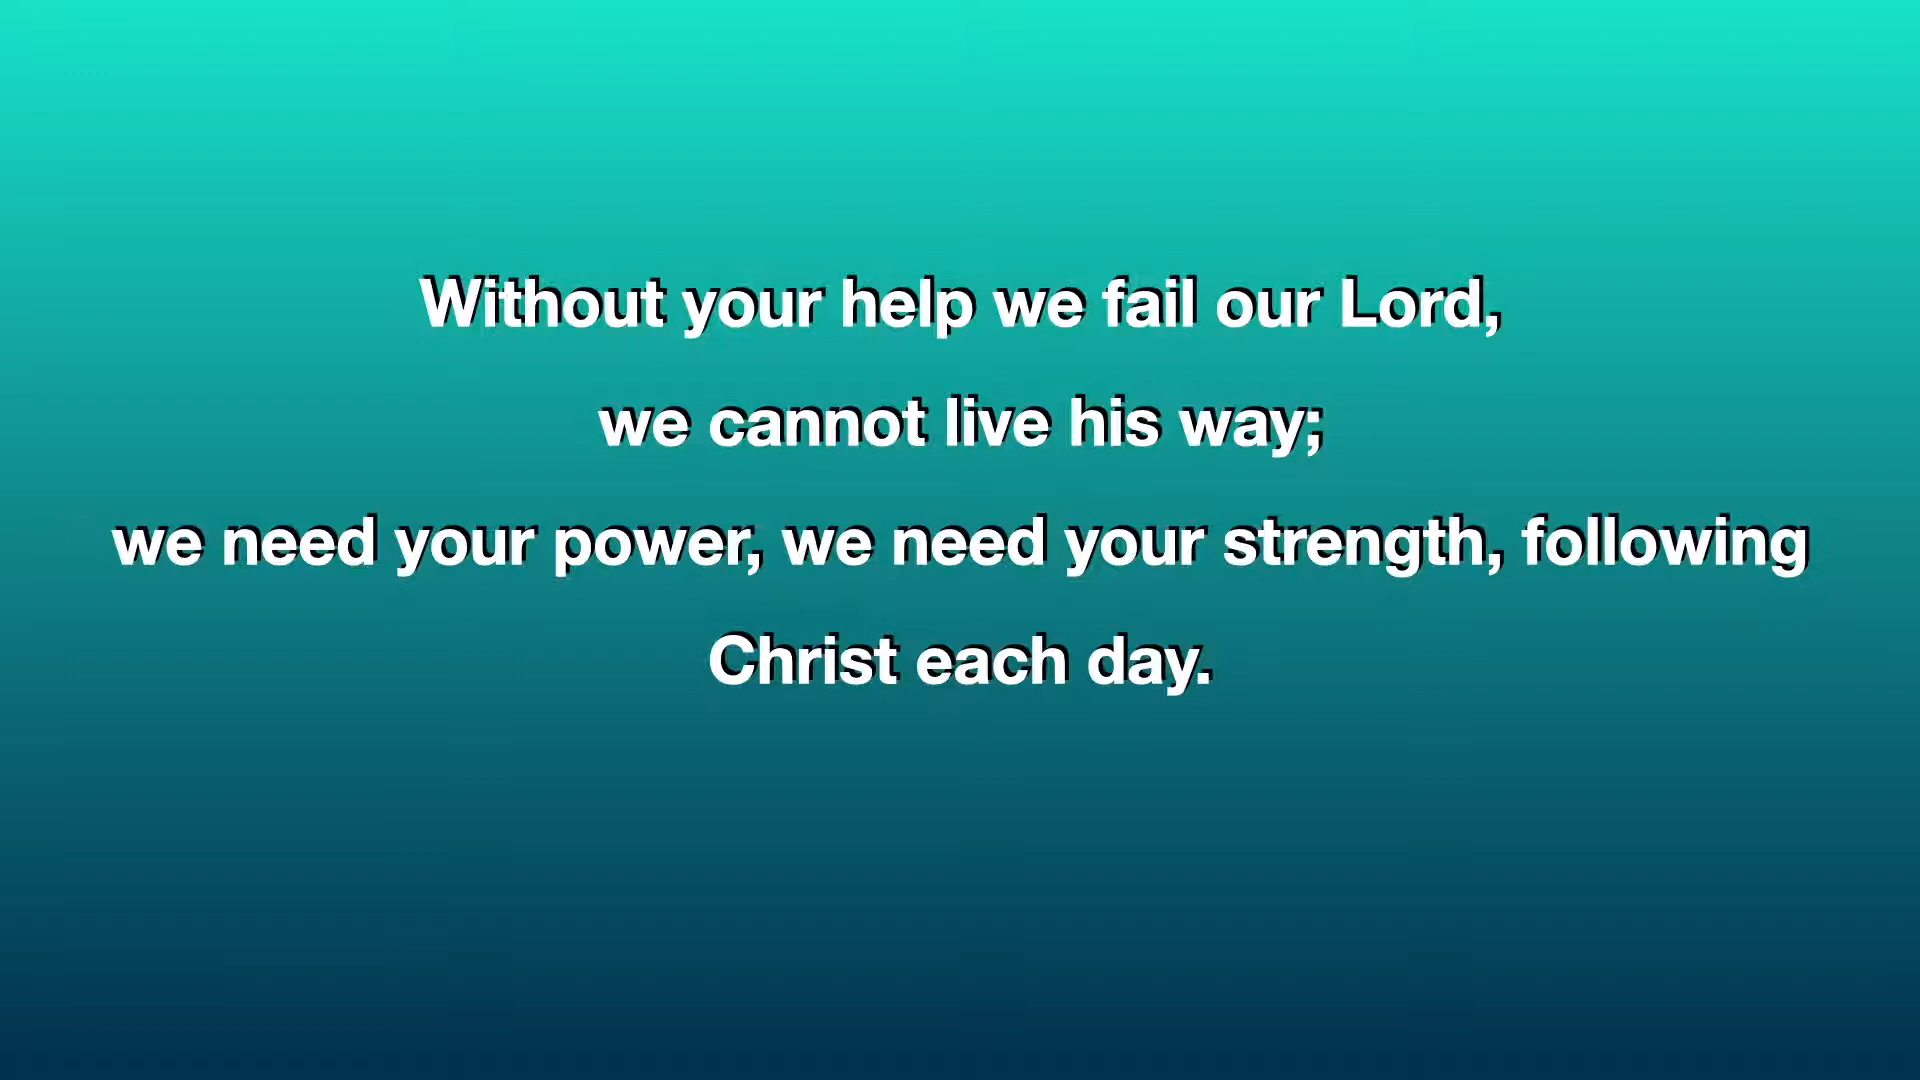 Without your help we fail our Lord,
we cannot live his way;
we need your power, we need your strength, following
Christ each day.